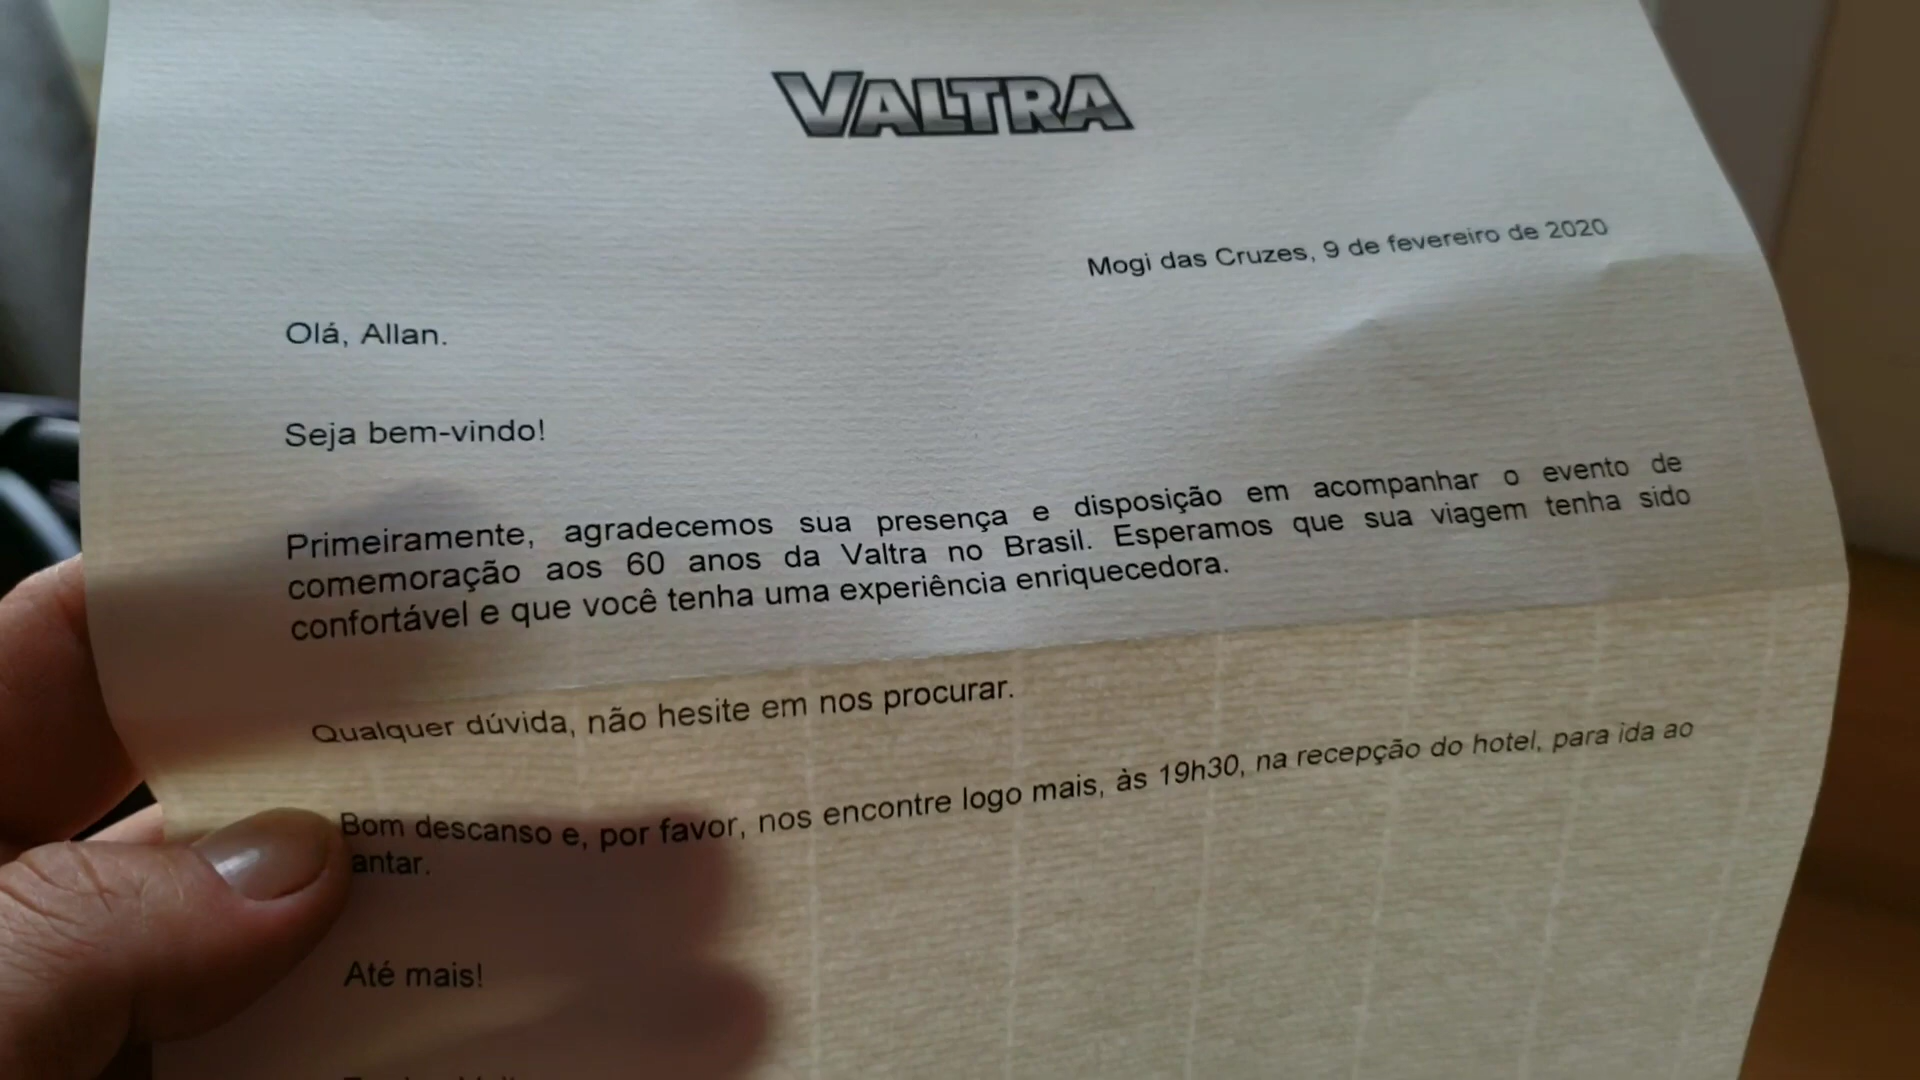 VALTRA
Mogi das Cruzes, 9 de fevereiro de 2020
Olá, Allan.
Seja bem-vindo!
Primeiramente, agradecemos sua presença e disposição em acompanhar o evento de
comemoração aos 60 anos da Valtra no Brasil. Esperamos que sua viagem tenha sido
confortável e que você tenha uma experiência enriquecedora.
Qualquer dúvida, não hesite em nos procurar.
Bom descanso e, por favor, nos encontre logo mais, às 19h30, na recepção do hotel, para ida ao
antar.
Até mais!